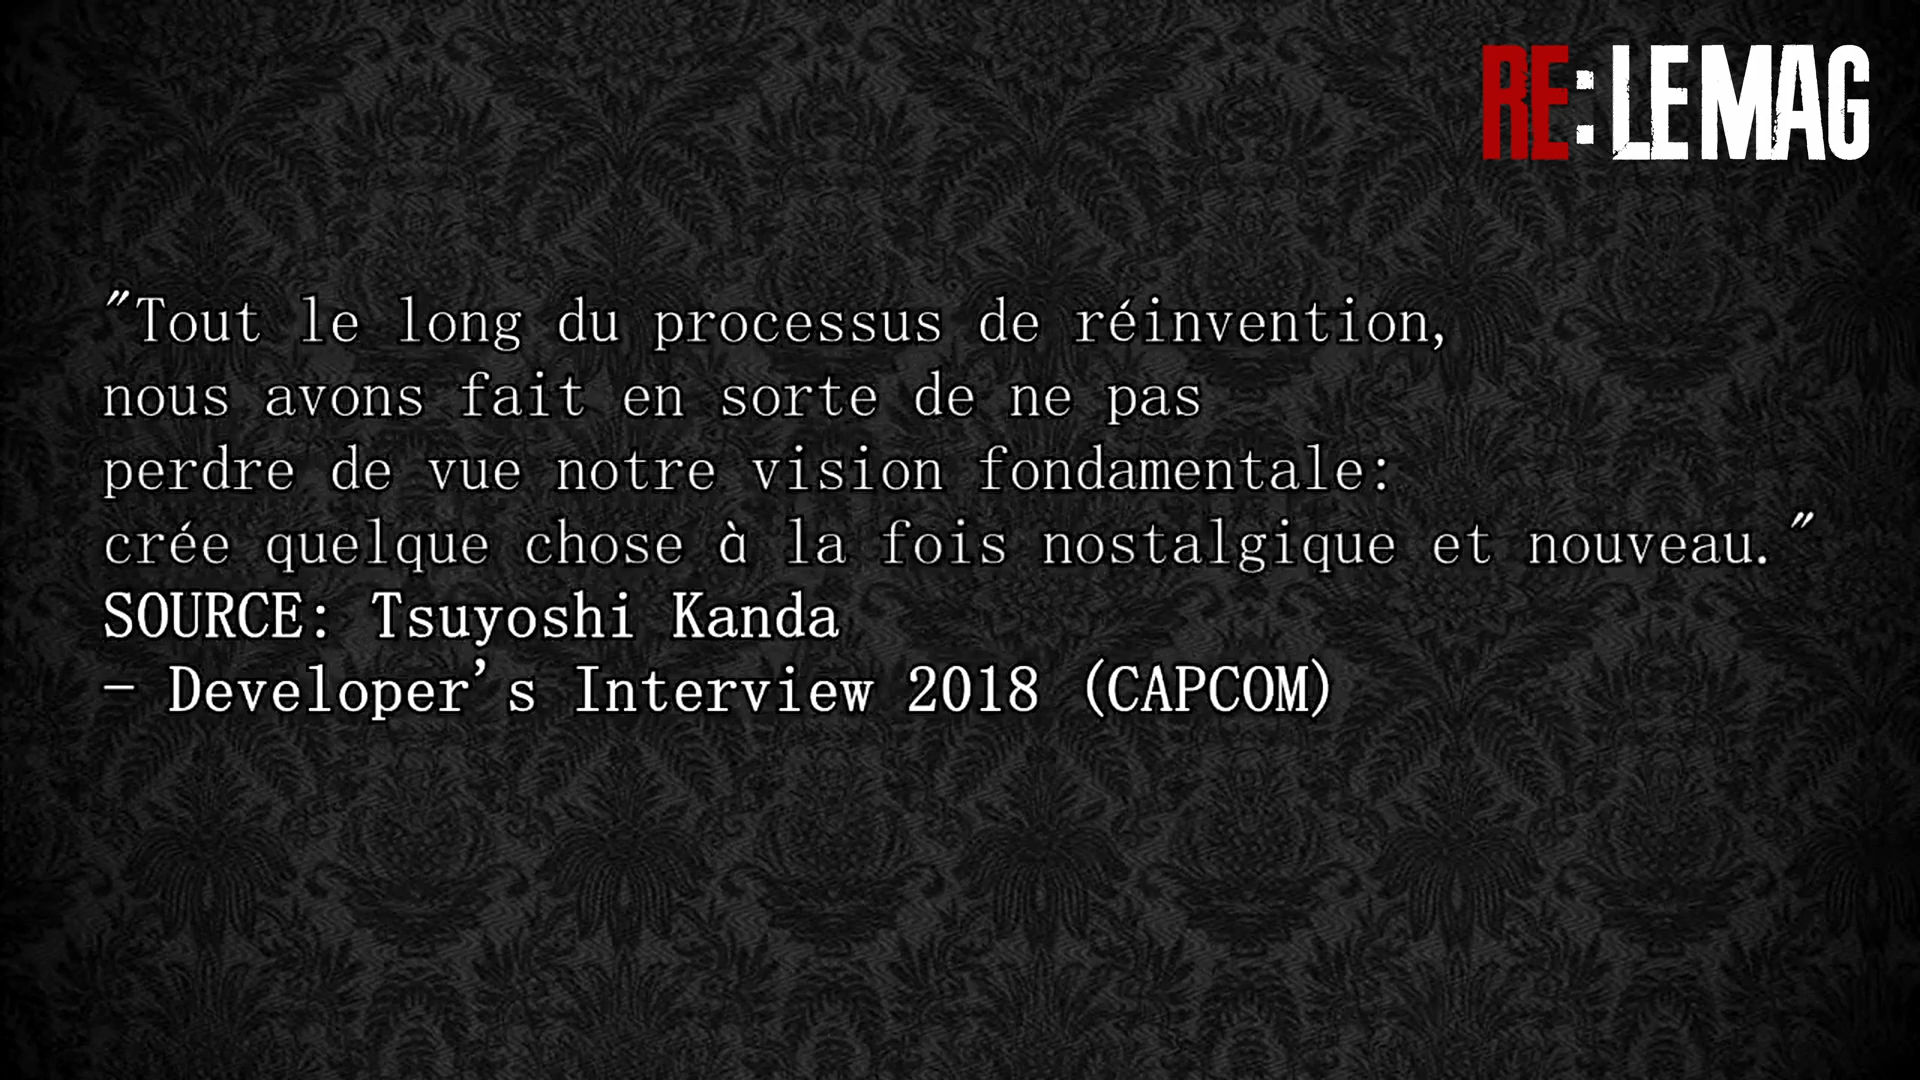 RE:LE MAG
"Tout le long du processus de réinvention,
nous avons fait en sorte de ne pas
perdre de vue notre vision fondamentale:
crée quelque chose à la fois nostalgique et nouveau."
SOURCE: Tsuyoshi Kanda
- Developer's Interview 2018 (CAPCOM)